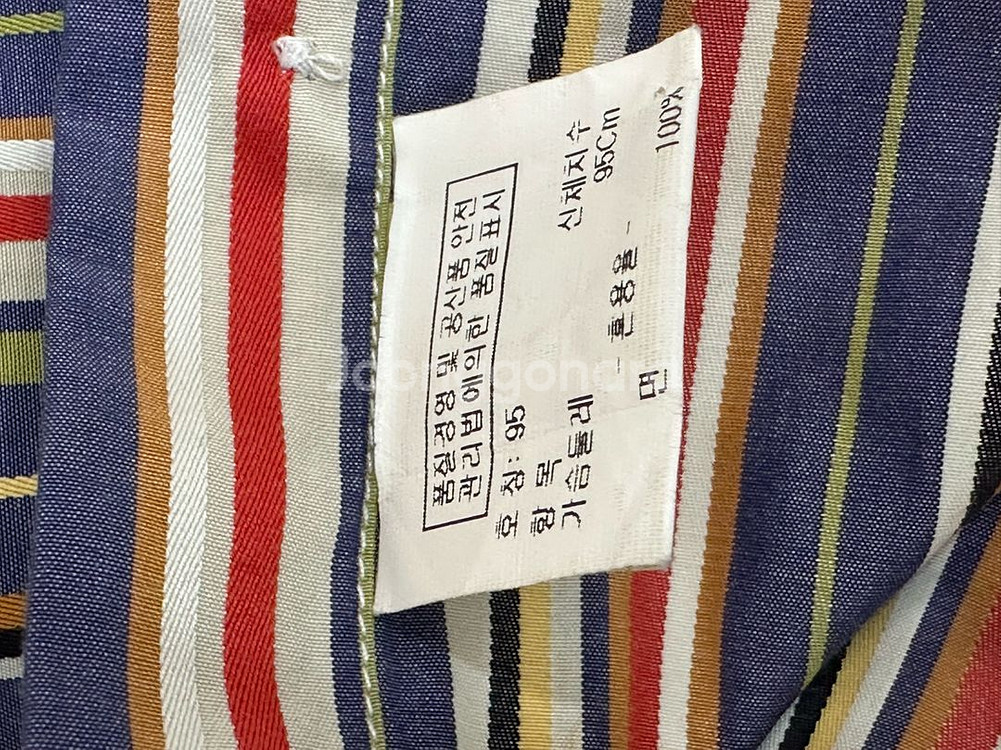 품질경영 및 공산품 안전
관리법에의한 품질 표시
호 칭: 95
항 목 신체치수
가슴둘레 95Cm
- 혼용율 -
면 100%
Joonggonara